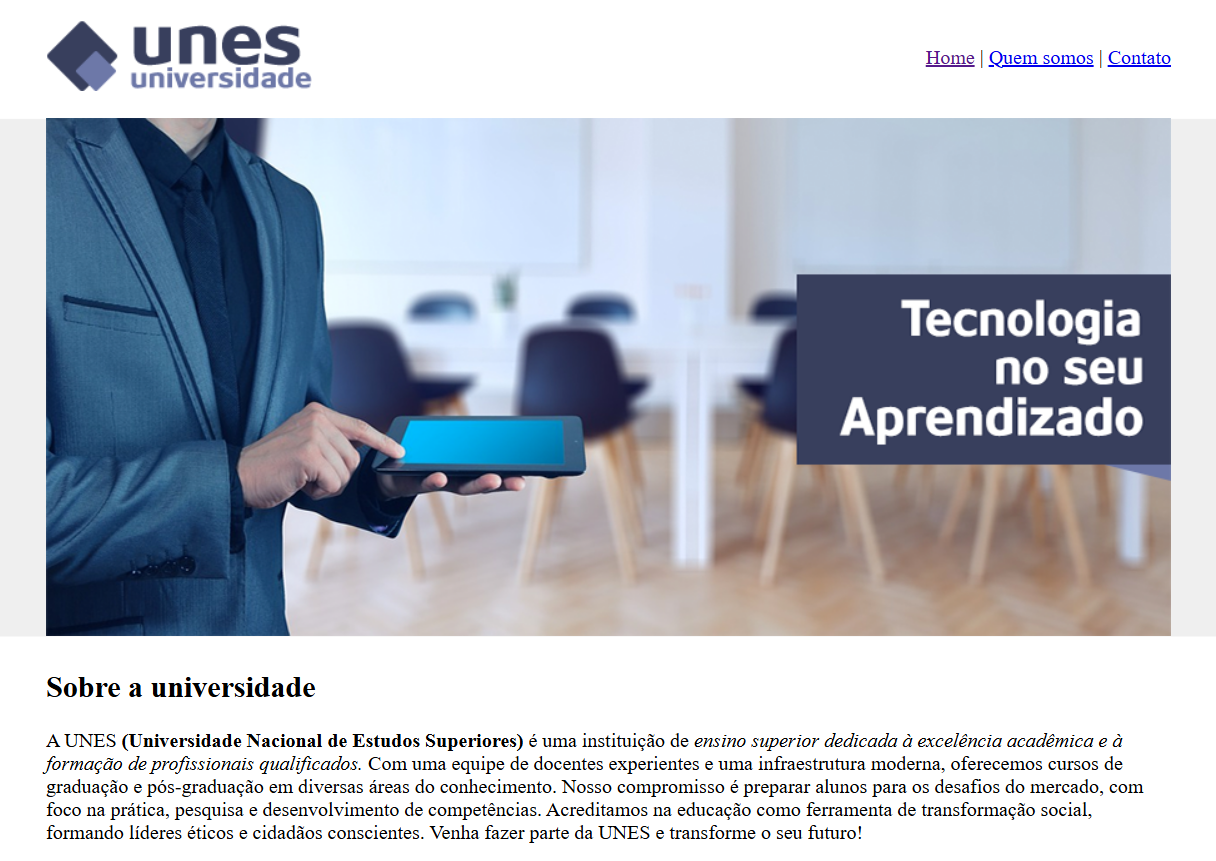 unes
universidade
Home | Quem somos | Contato
Tecnologia
no seu
Aprendizado
Sobre a universidade
A UNES (Universidade Nacional de Estudos Superiores) é uma instituição de ensino superior dedicada à excelência acadêmica e à
formação de profissionais qualificados. Com uma equipe de docentes experientes e uma infraestrutura moderna, oferecemos cursos de
graduação e pós-graduação em diversas áreas do conhecimento. Nosso compromisso é preparar alunos para os desafios do mercado, com
foco na prática, pesquisa e desenvolvimento de competências. Acreditamos na educação como ferramenta de transformação social,
formando líderes éticos e cidadãos conscientes. Venha fazer parte da UNES e transforme o seu futuro!